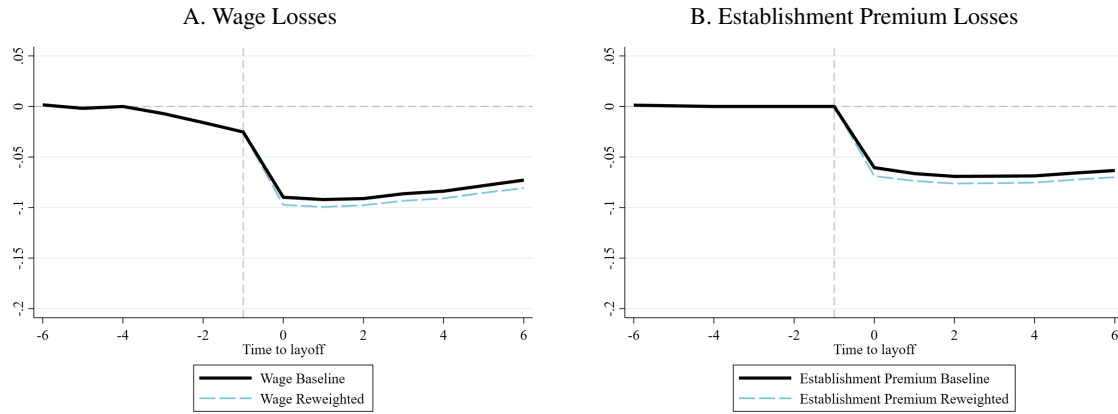 A. Wage Losses
.05
0
-.05
-.1
-.15
-.2
-6 -4 -2 0 2 4 6
Time to layoff
Wage Baseline
Wage Reweighted
B. Establishment Premium Losses
.05
0
-.05
-.1
-.15
-.2
-6 -4 -2 0 2 4 6
Time to layoff
Establishment Premium Baseline
Establishment Premium Reweighted